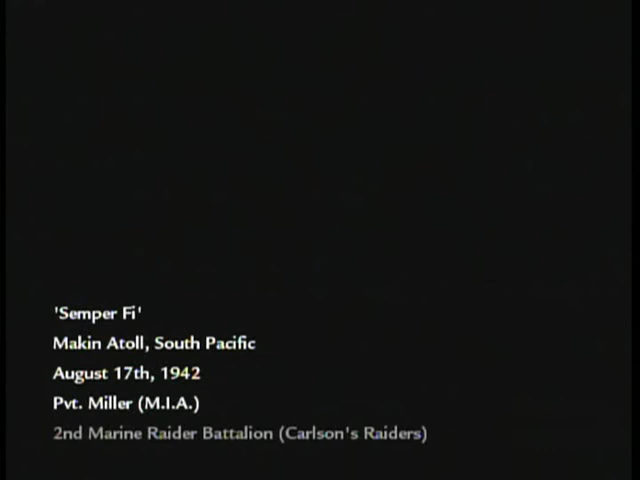 'Semper Fi'
Makin Atoll, South Pacific
August 17th, 1942
Pvt. Miller (M.I.A.)
2nd Marine Raider Battalion (Carlson's Raiders)